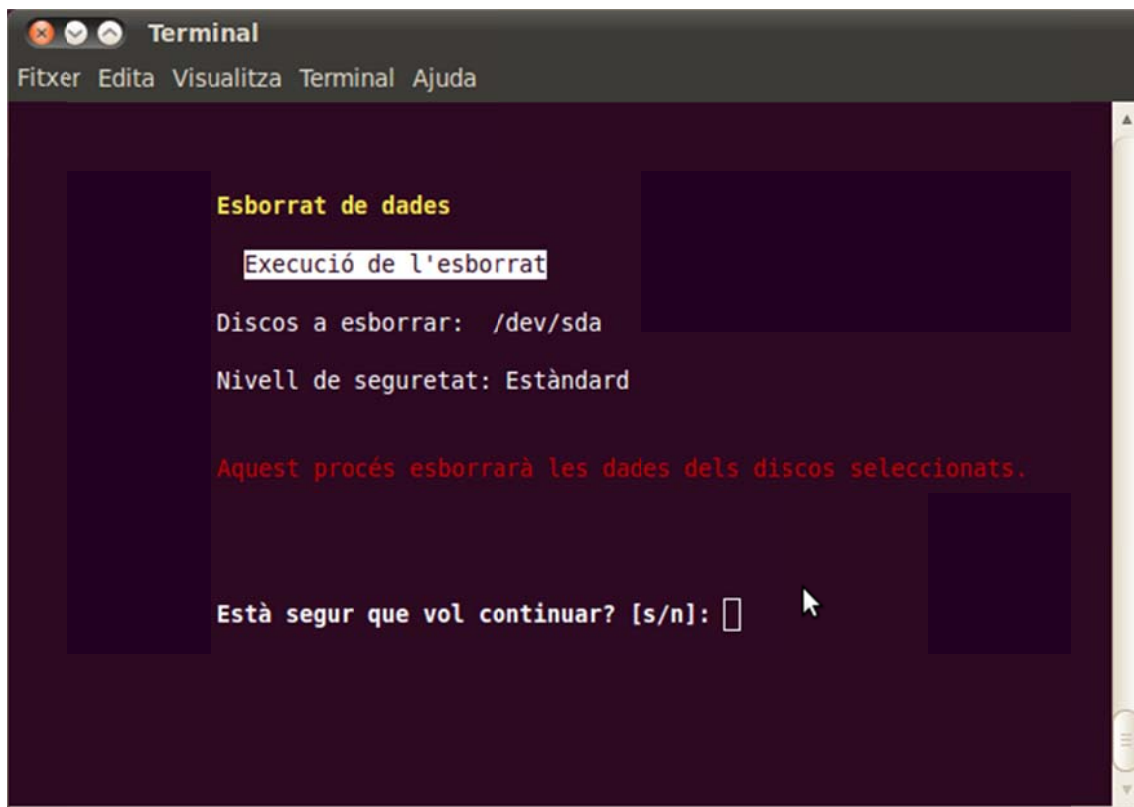 Terminal
Fitxer Edita Visualitza Terminal Ajuda
Esborrat de dades
Execució de l'esborrat
Discos a esborrar: /dev/sda
Nivell de seguretat: Estàndard
Aquest procés esborrarà les dades dels discos seleccionats.
Està segur que vol continuar? [s/n]: